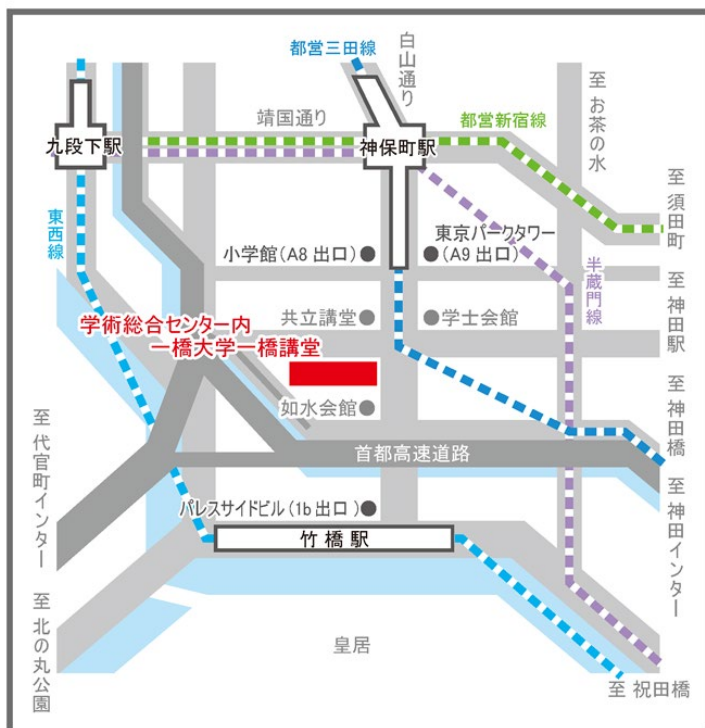 都営三田線
白山通り
靖国通り
都営新宿線
至 お茶の水
九段下駅
神保町駅
至 須田町
東西線
小学館(A8 出口)
東京パークタワー
(A9 出口)
半蔵門線
至 神田駅
学術総合センター内
一橋大学一橋講堂
共立講堂
学士会館
如水会館
至 神田橋
至 代官町インター
首都高速道路
至 神田インター
パレスサイドビル(1b 出口)
竹橋駅
至 北の丸公園
皇居
至 祝田橋